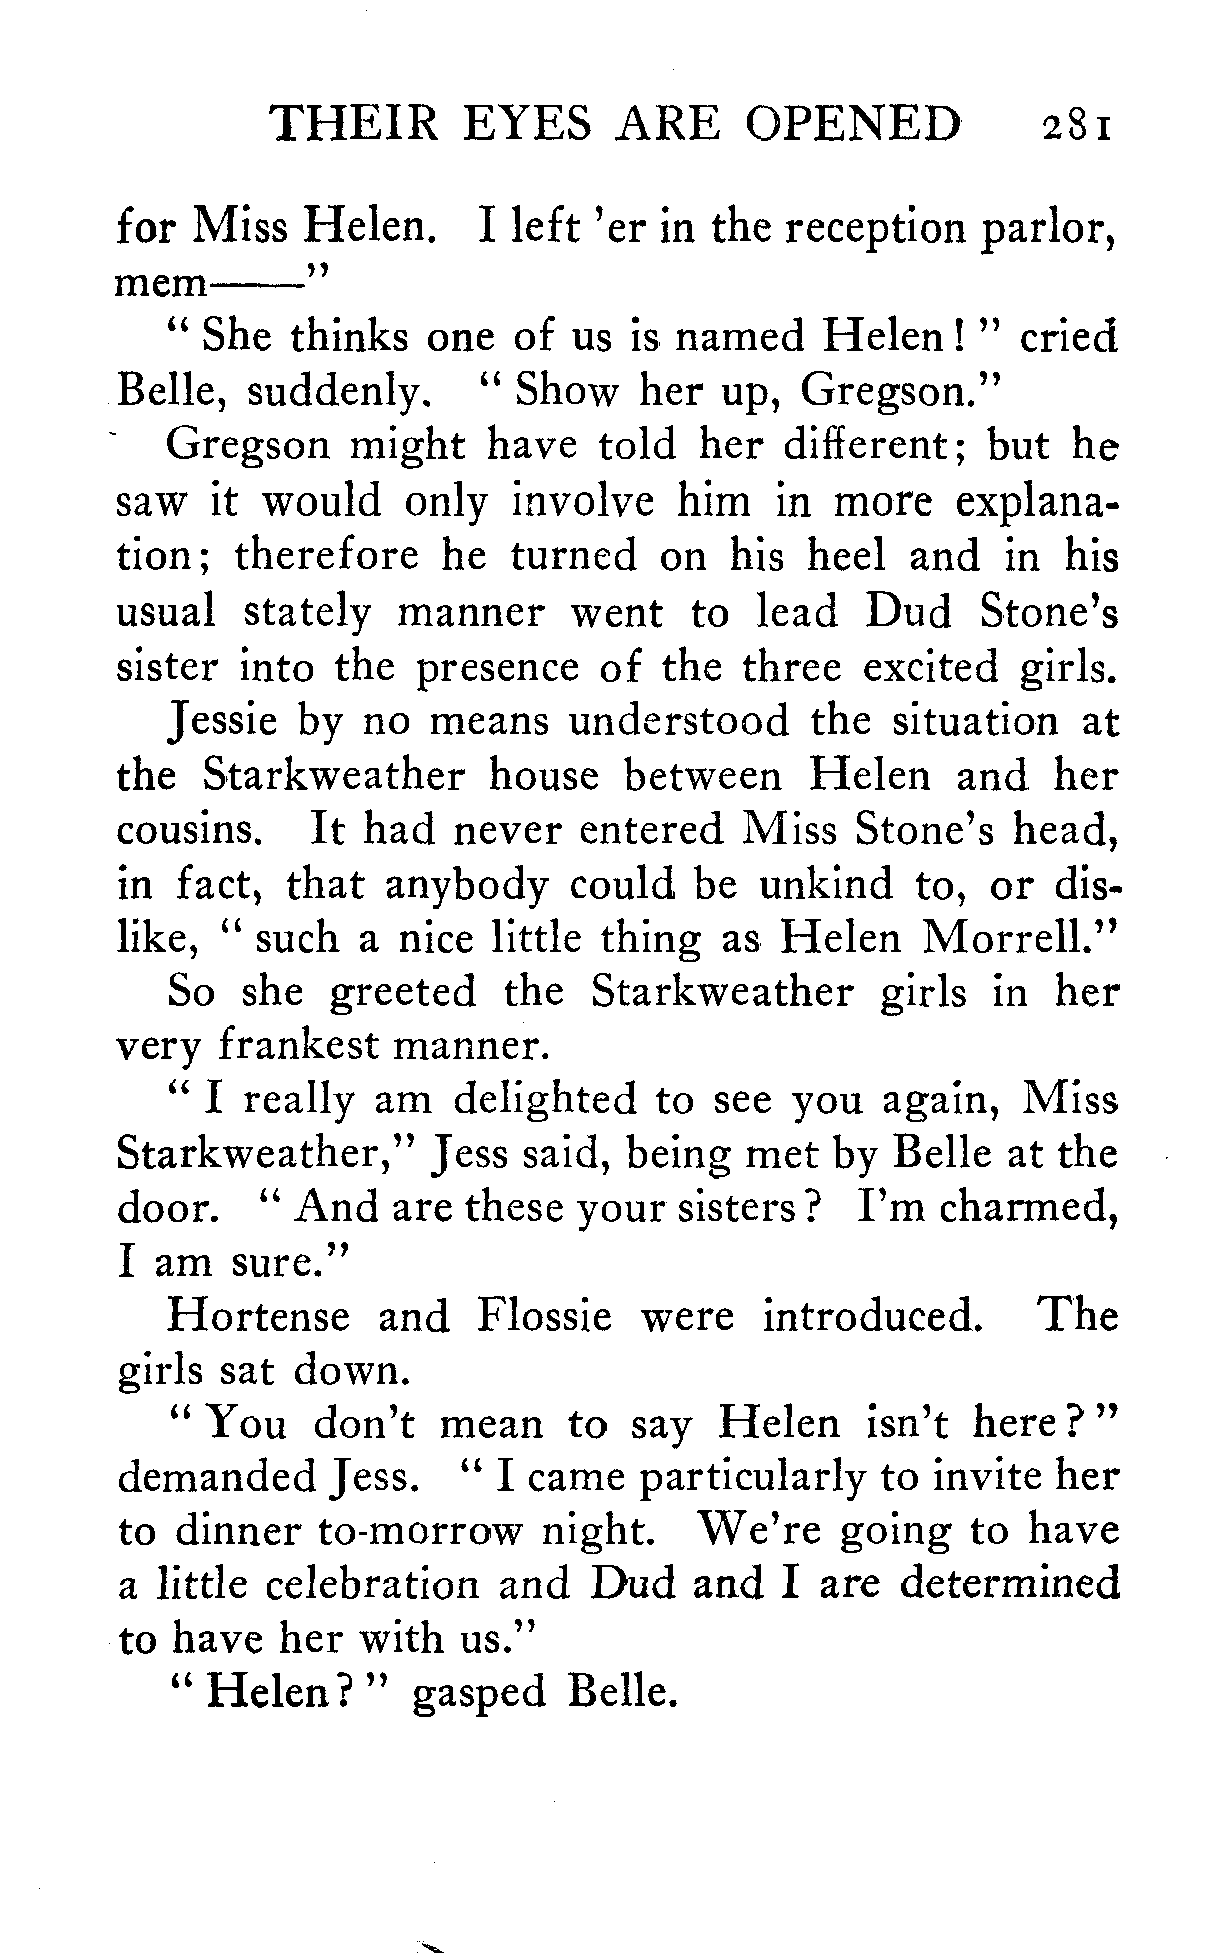 THEIR EYES ARE OPENED 281
for Miss Helen. I left 'er in the reception parlor,
mem——"
" She thinks one of us is named Helen ! " cried
Belle, suddenly. " Show her up, Gregson."
Gregson might have told her different; but he
saw it would only involve him in more explana-
tion; therefore he turned on his heel and in his
usual stately manner went to lead Dud Stone's
sister into the presence of the three excited girls.
Jessie by no means understood the situation at
the Starkweather house between Helen and her
cousins. It had never entered Miss Stone's head,
in fact, that anybody could be unkind to, or dis-
like, " such a nice little thing as Helen Morrell."
So she greeted the Starkweather girls in her
very frankest manner.
" I really am delighted to see you again, Miss
Starkweather," Jess said, being met by Belle at the
door. " And are these your sisters ? I'm charmed,
I am sure."
Hortense and Flossie were introduced. The
girls sat down.
" You don't mean to say Helen isn't here ? "
demanded Jess. " I came particularly to invite her
to dinner to-morrow night. We're going to have
a little celebration and Dud and I are determined
to have her with us."
" Helen ? " gasped Belle.